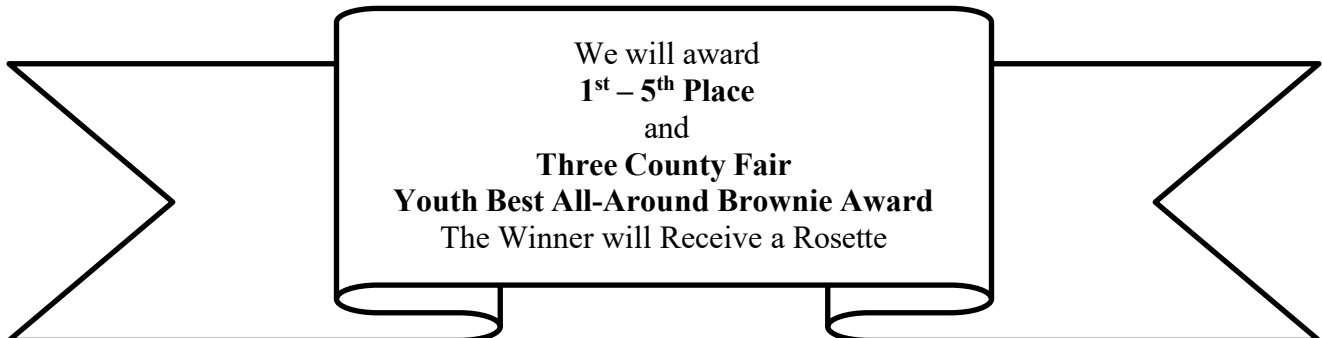 We will award
1st – 5th Place
and
Three County Fair
Youth Best All-Around Brownie Award
The Winner will Receive a Rosette